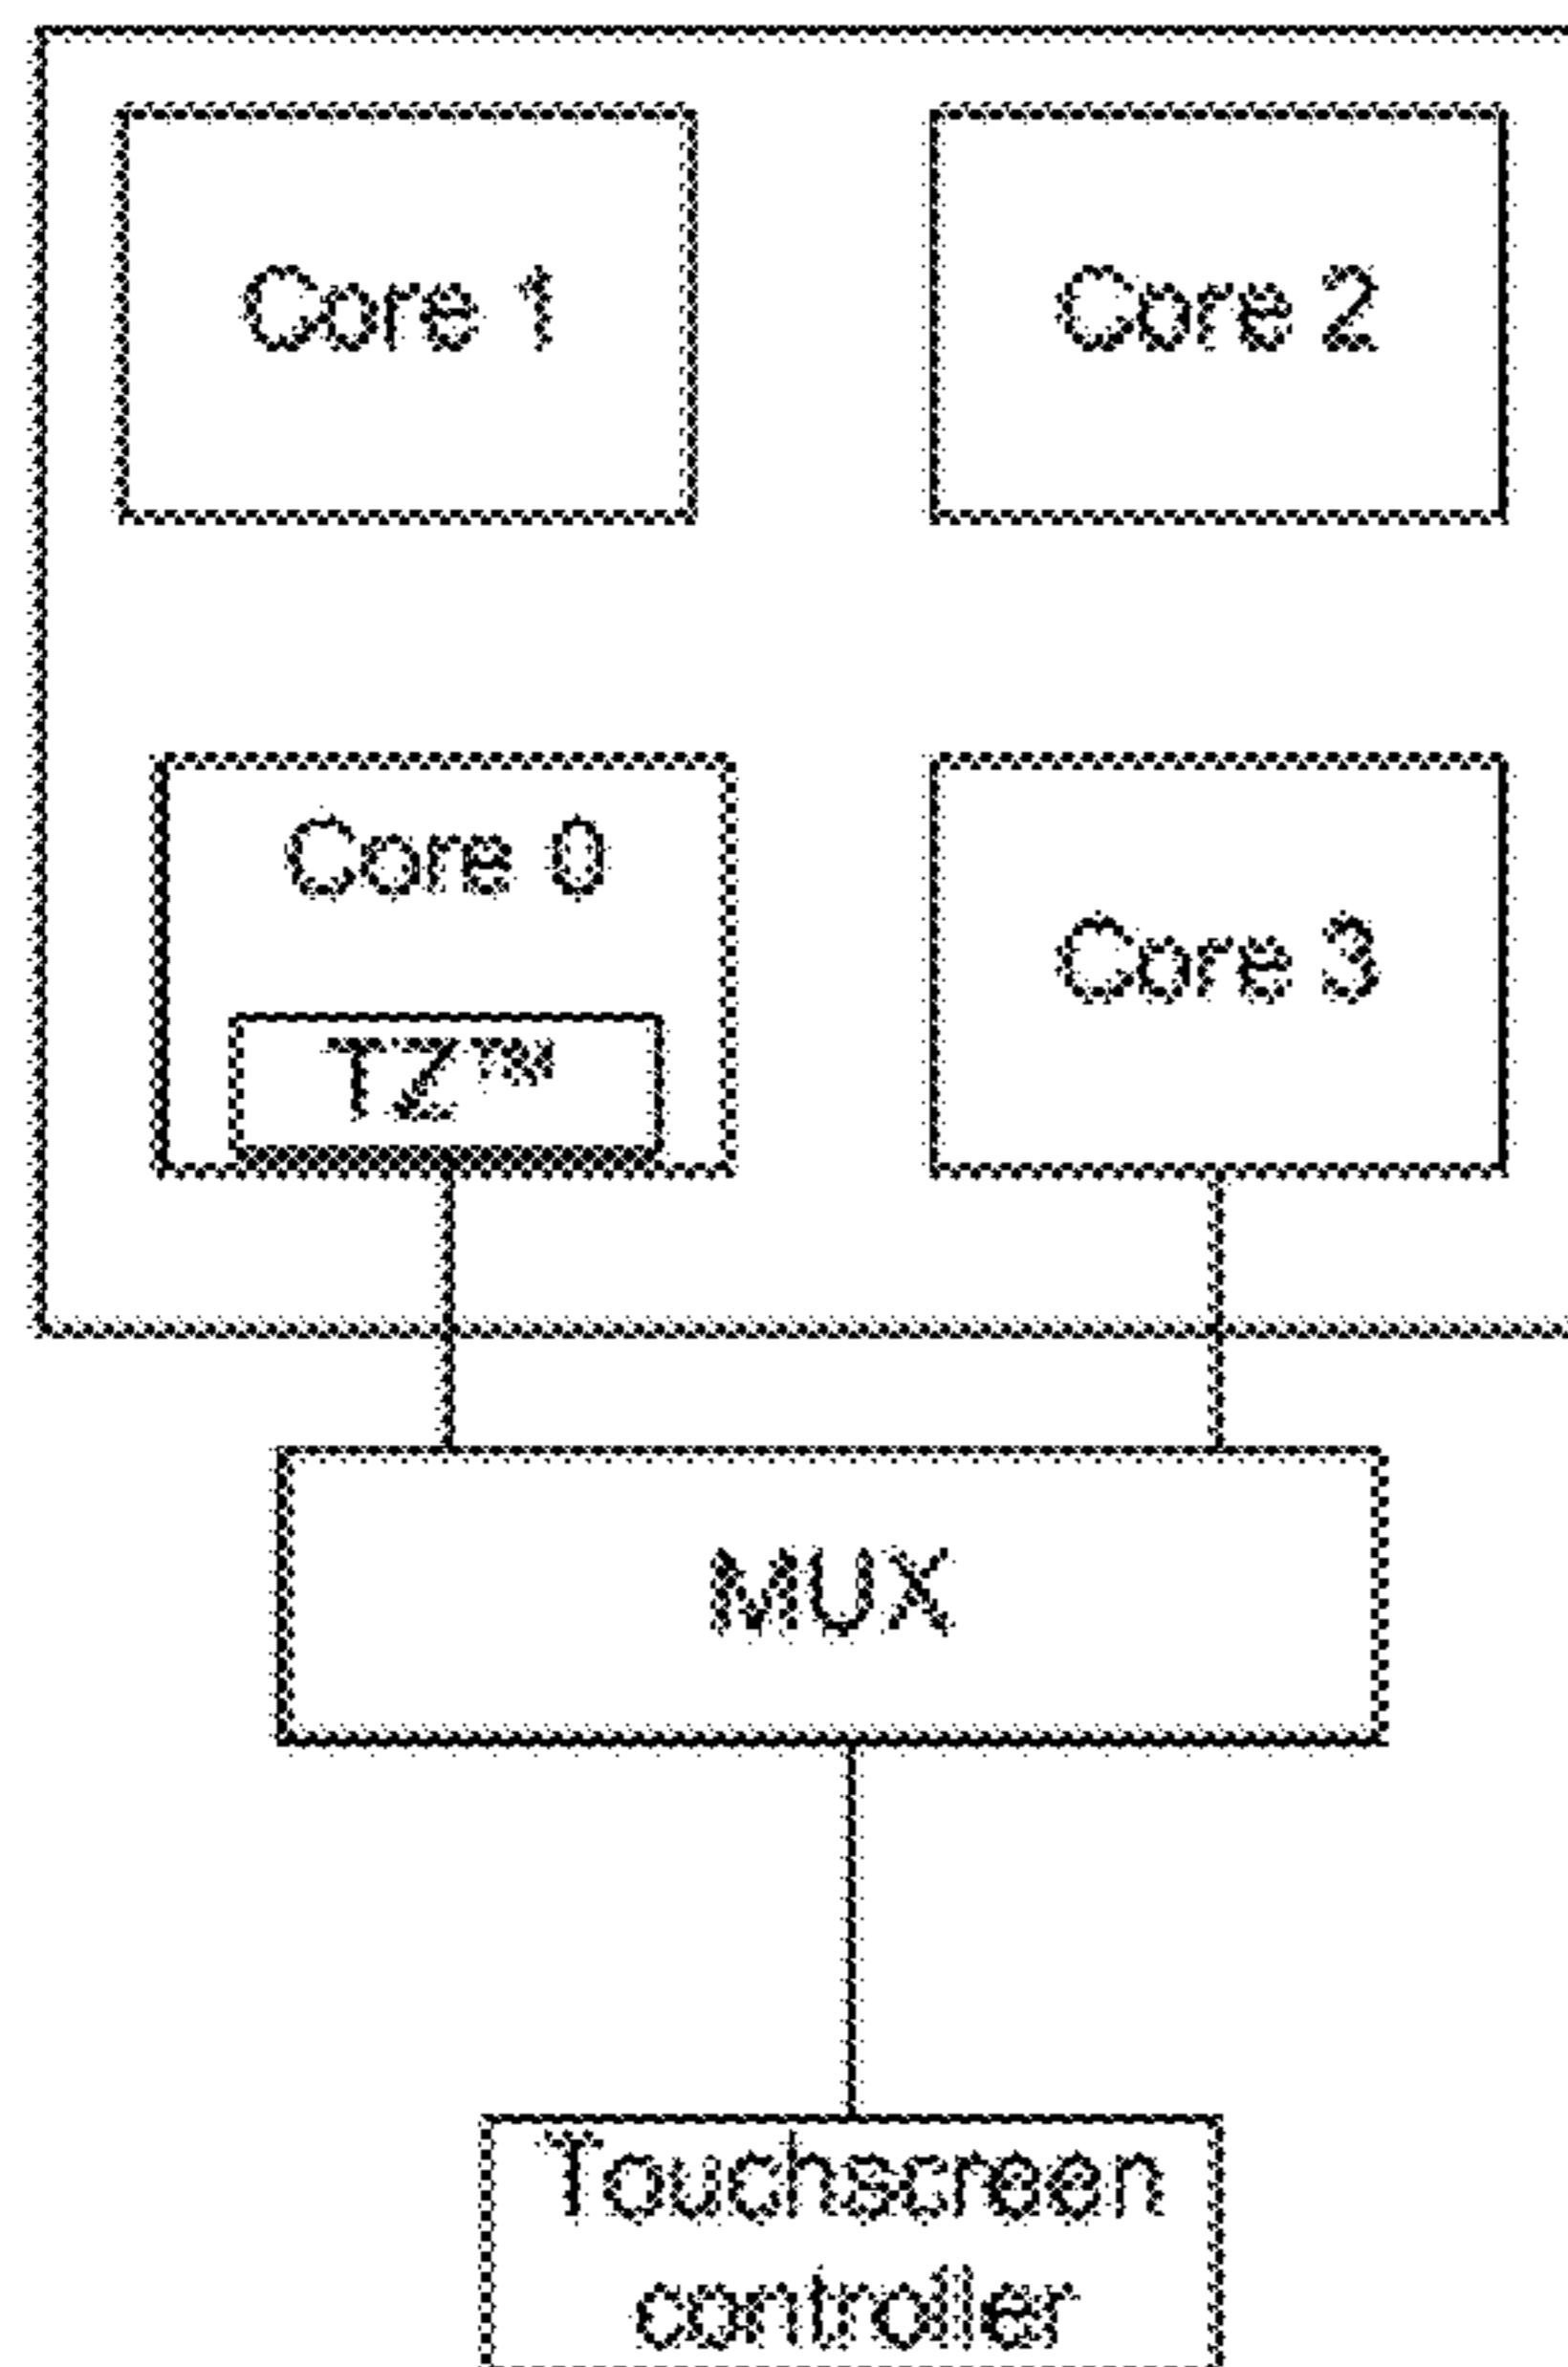 Core 1
Core 2
Core 0
TZ™
Core 3
MUX
Touchscreen
controller